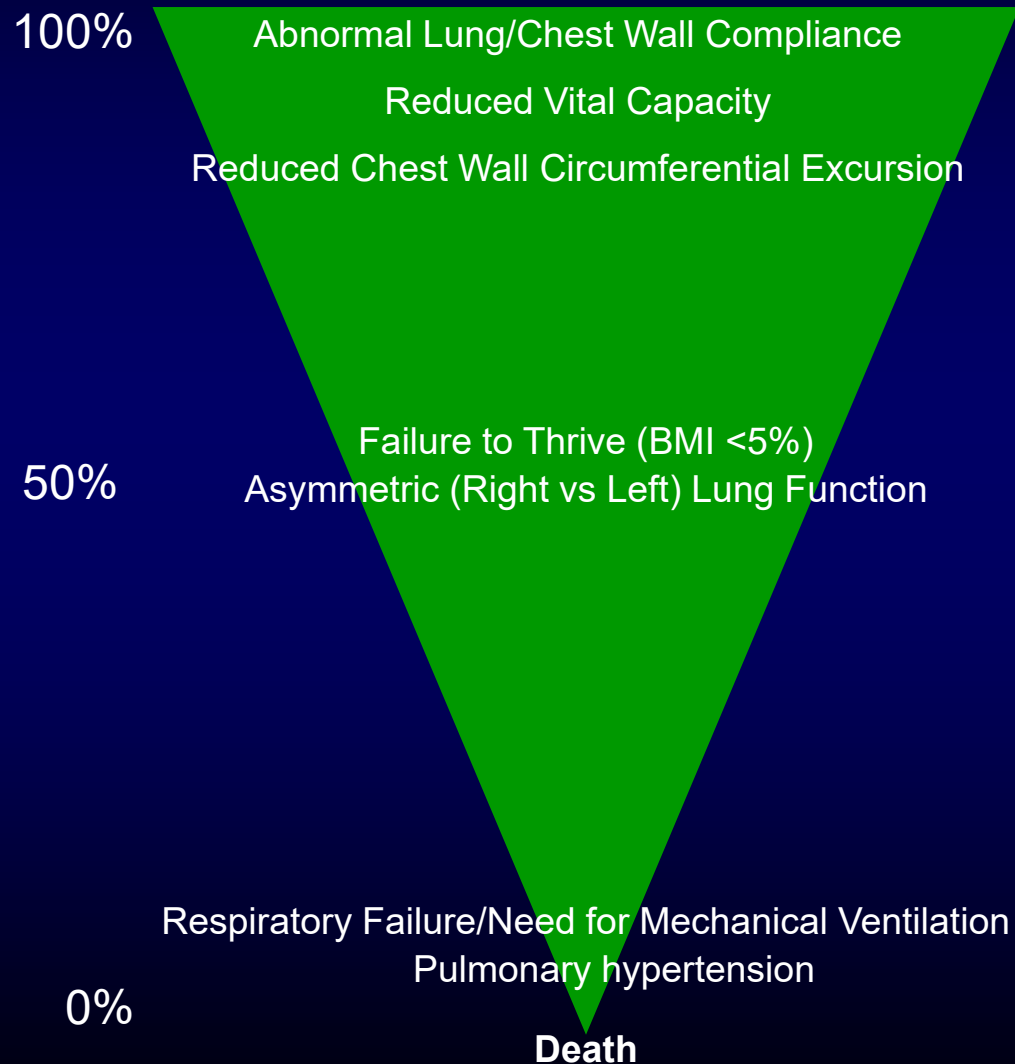 100%
Abnormal Lung/Chest Wall Compliance
Reduced Vital Capacity
Reduced Chest Wall Circumferential Excursion
Failure to Thrive (BMI <5%)
50%
Asymmetric (Right vs Left) Lung Function
Respiratory Failure/Need for Mechanical Ventilation
Pulmonary hypertension
0%
Death